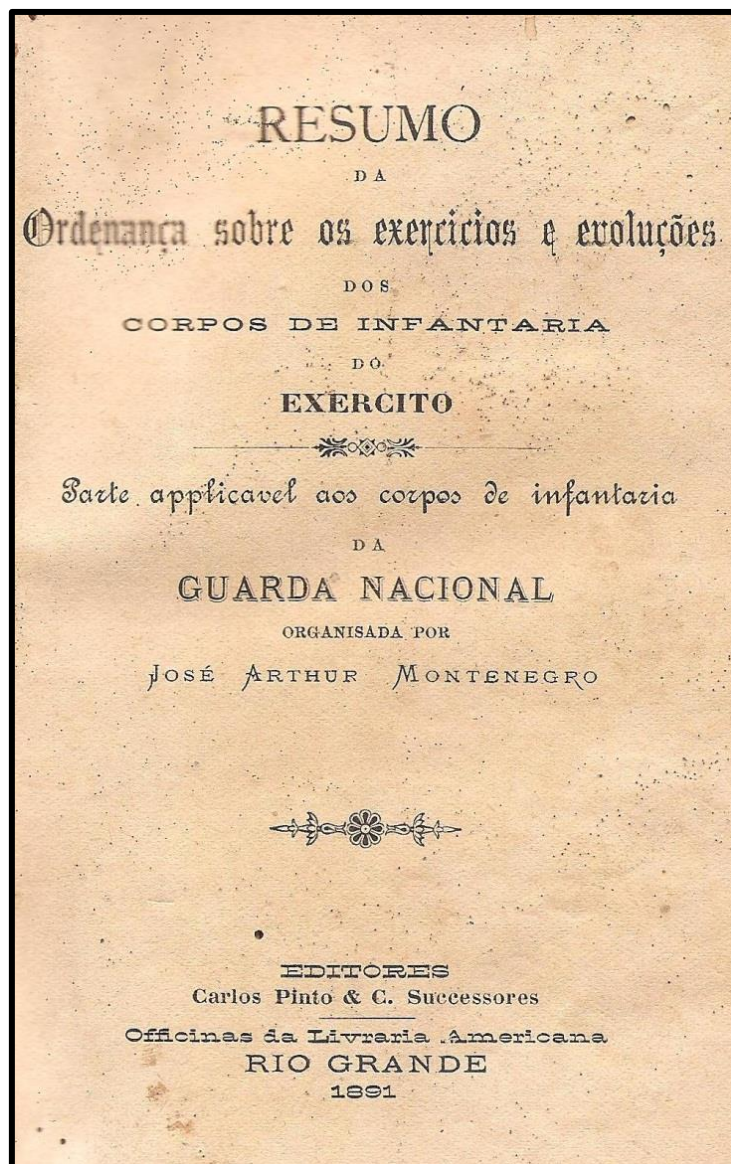 RESUMO
DA
Ordenança sobre os exercicios e evoluções
DOS
CORPOS DE INFANTARIA
DO
EXERCITO
Parte applicavel aos corpos de infantaria
DA
GUARDA NACIONAL
ORGANISADA POR
JOSÉ ARTHUR MONTENEGRO
EDITORES
Carlos Pinto & C. Successores
Officinas da Livraria Americana
RIO GRANDE
1891